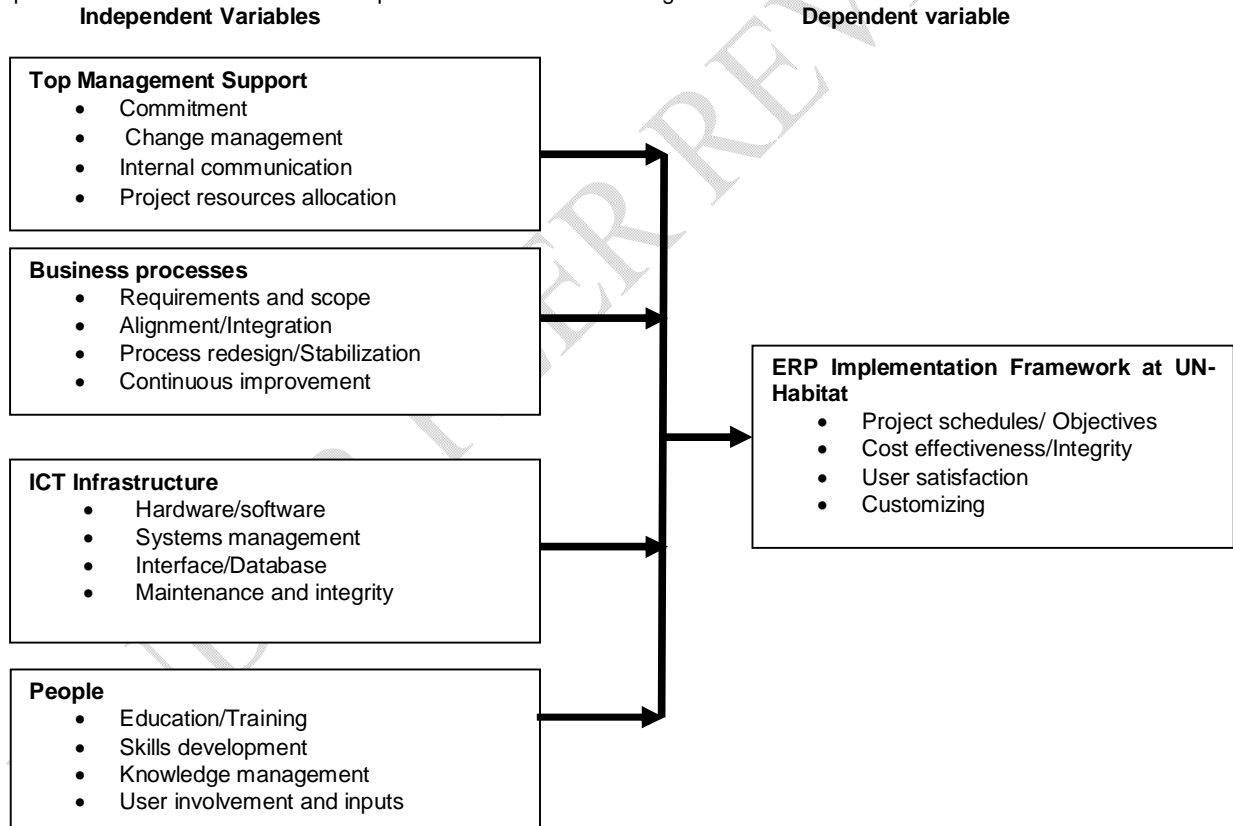 Independent Variables
Dependent variable
Top Management Support
• Commitment
• Change management
• Internal communication
• Project resources allocation
Business processes
• Requirements and scope
• Alignment/Integration
• Process redesign/Stabilization
• Continuous improvement
ICT Infrastructure
• Hardware/software
• Systems management
• Interface/Database
• Maintenance and integrity
People
• Education/Training
• Skills development
• Knowledge management
• User involvement and inputs
ERP Implementation Framework at UN-
Habitat
• Project schedules/ Objectives
• Cost effectiveness/Integrity
• User satisfaction
• Customizing